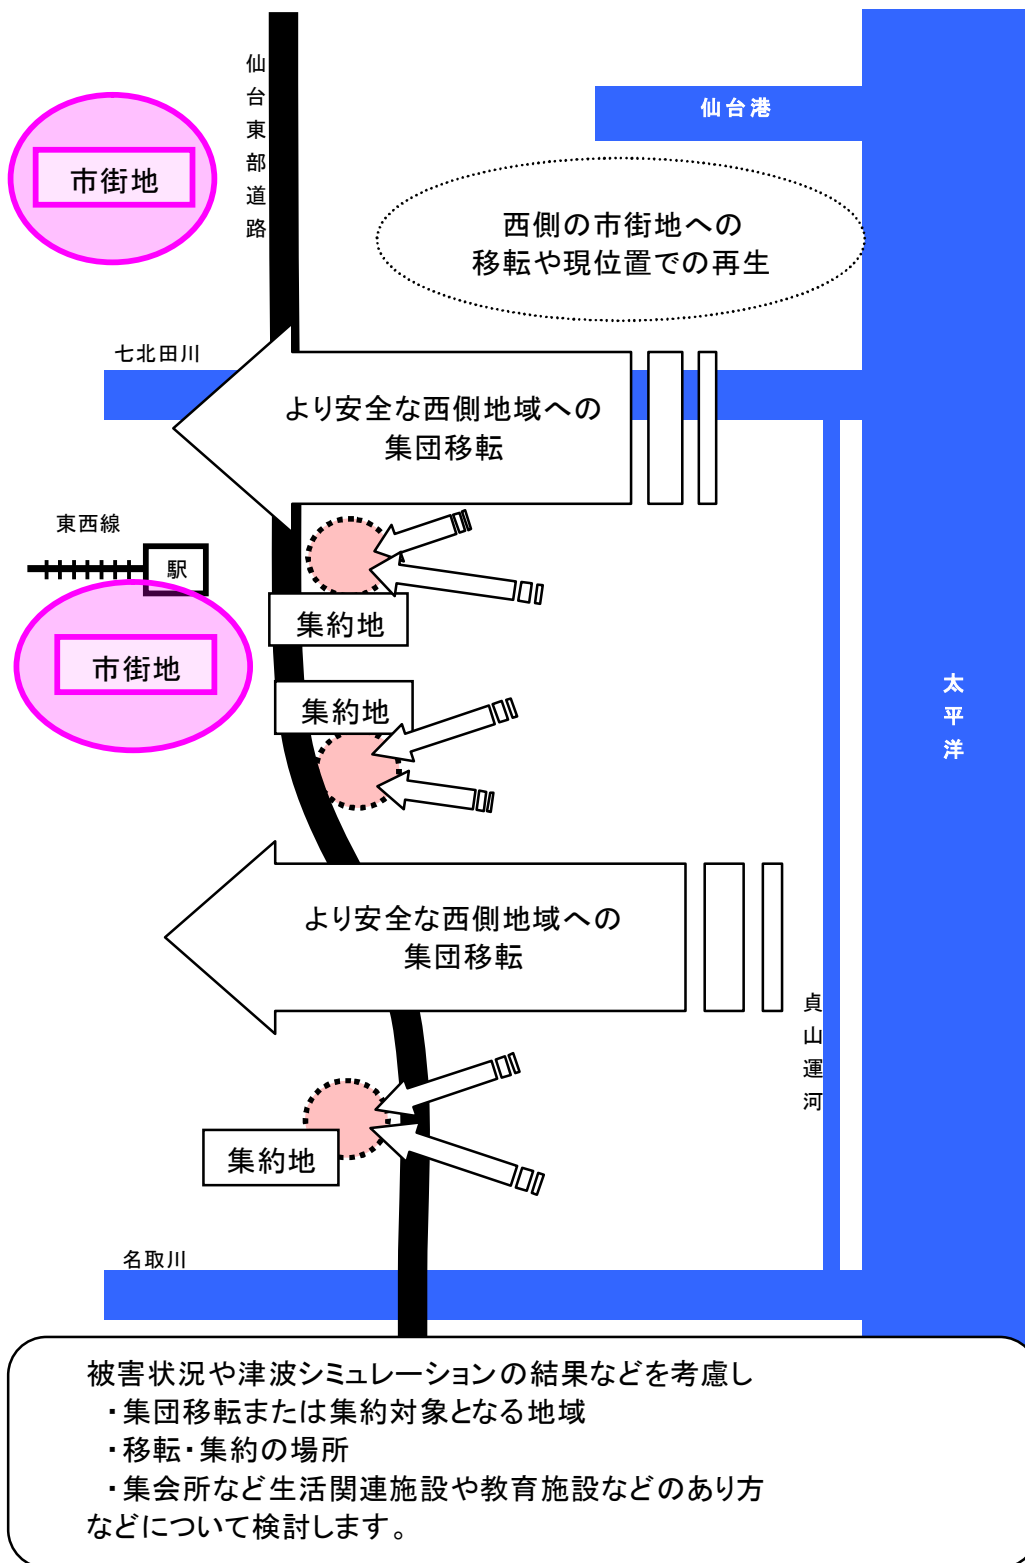 仙台東部道路
仙台港
市街地
西側の市街地への
移転や現位置での再生
七北田川
より安全な西側地域への
集団移転
東西線
駅
集約地
市街地
集約地
太平洋
より安全な西側地域への
集団移転
貞山運河
集約地
名取川
被害状況や津波シミュレーションの結果などを考慮し
・集団移転または集約対象となる地域
・移転・集約の場所
・集会所など生活関連施設や教育施設などのあり方
などについて検討します。